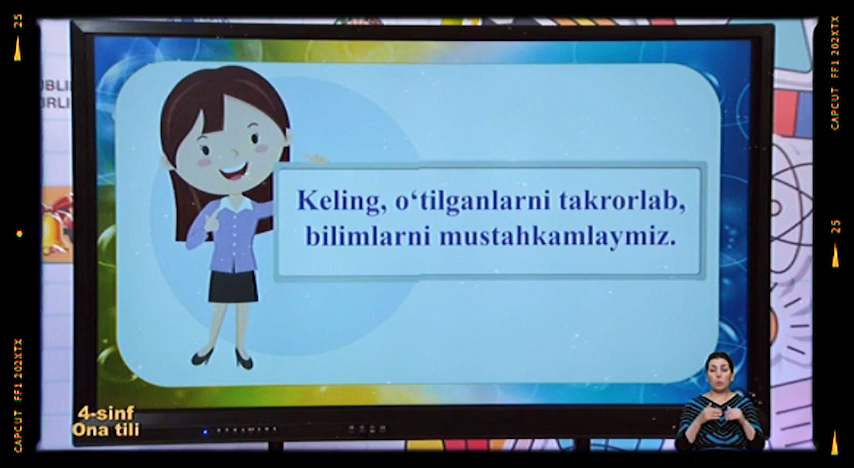 25
CAPCUT FF1 202XTX
Keling, o‘tilganlarni takrorlab,
bilimlarni mustahkamlaymiz.
4-sinf
Ona tili
CAPCUT FF1 202XTX
25